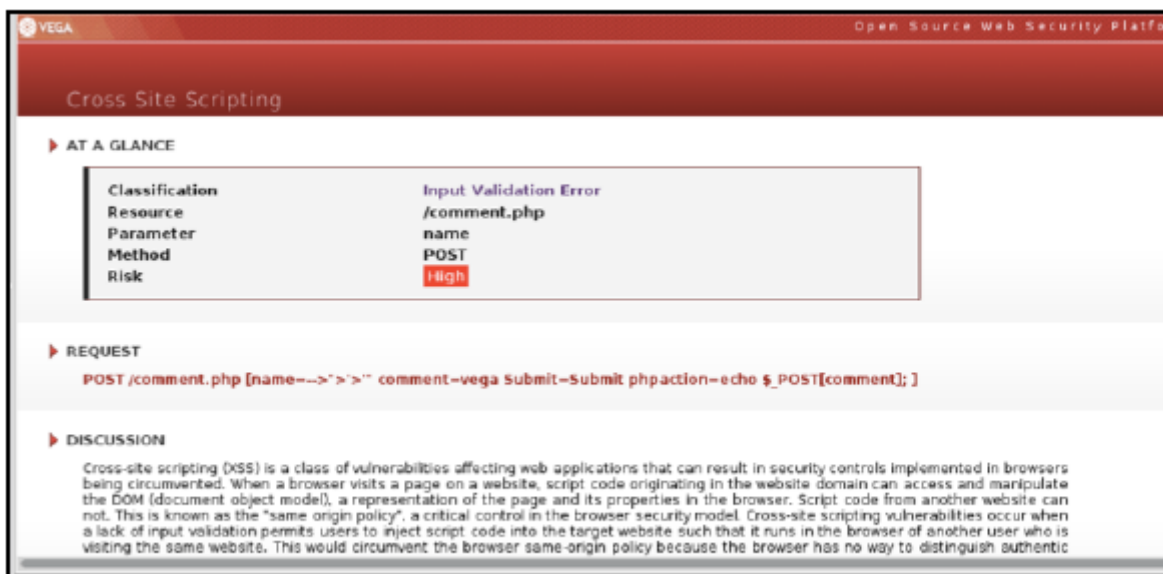 VEGA
Open Source Web Security Platfo
Cross Site Scripting
AT A GLANCE
Classification Input Validation Error
Resource /comment.php
Parameter name
Method POST
Risk High
REQUEST
POST /comment.php [name=-->">'>'" comment=vega Submit=Submit phpaction=echo $_POST[comment]; ]
DISCUSSION
Cross-site scripting (XSS) is a class of vulnerabilities affecting web applications that can result in security controls implemented in browsers
being circumvented. When a browser visits a page on a website, script code originating in the website domain can access and manipulate
the DOM (document object model), a representation of the page and its properties in the browser. Script code from another website can
not. This is known as the "same origin policy", a critical control in the browser security model. Cross-site scripting vulnerabilities occur when
a lack of input validation permits users to inject script code into the target website such that it runs in the browser of another user who is
visiting the same website. This would circumvent the browser same-origin policy because the browser has no way to distinguish authentic